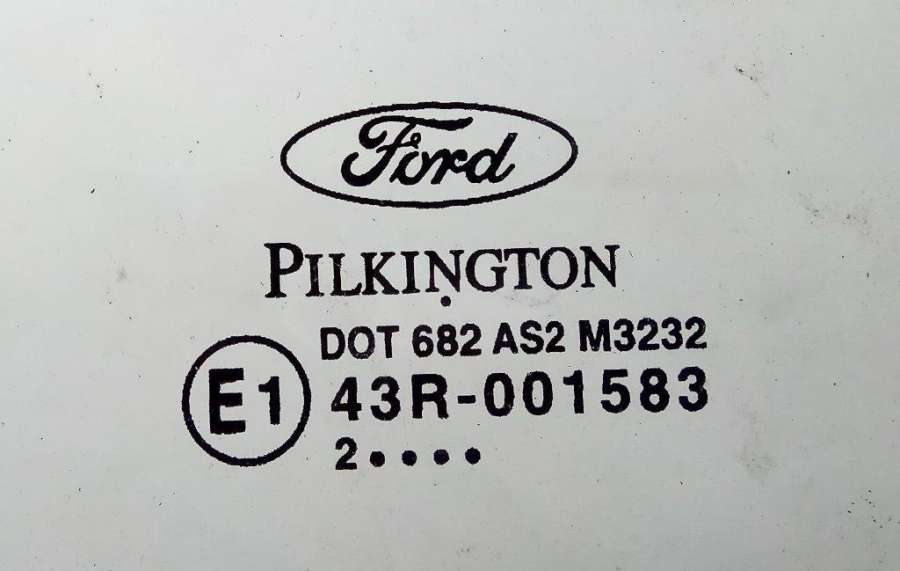 Ford
PILKINGTON
DOT 682 AS2 M3232
E1 43R-001583
2••••